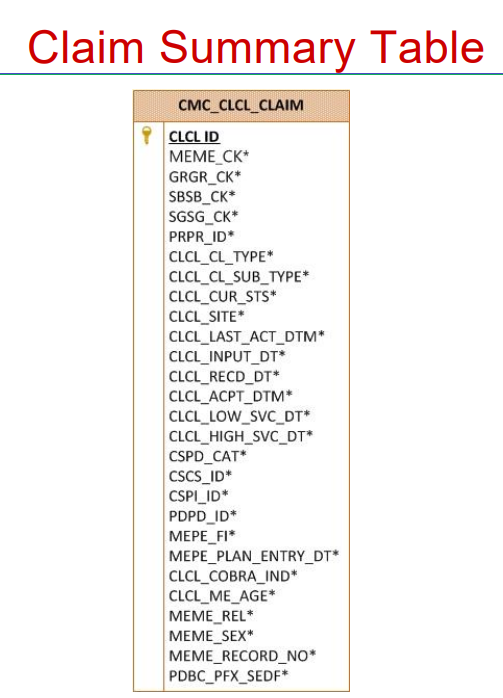 Claim Summary Table
CMC_CLCL_CLAIM
CLCL ID
MEME_CK*
GRGR_CK*
SBSB_CK*
SGSG_CK*
PRPR_ID*
CLCL_CL_TYPE*
CLCL_CL_SUB_TYPE*
CLCL_CUR_STS*
CLCL_SITE*
CLCL_LAST_ACT_DTM*
CLCL_INPUT_DT*
CLCL_RECD_DT*
CLCL_ACPT_DTM*
CLCL_LOW_SVC_DT*
CLCL_HIGH_SVC_DT*
CSPD_CAT*
CSCS_ID*
CSPI_ID*
PDPD_ID*
MEPE_FI*
MEPE_PLAN_ENTRY_DT*
CLCL_COBRA_IND*
CLCL_ME_AGE*
MEME_REL*
MEME_SEX*
MEME_RECORD_NO*
PDBC_PFX_SEDF*